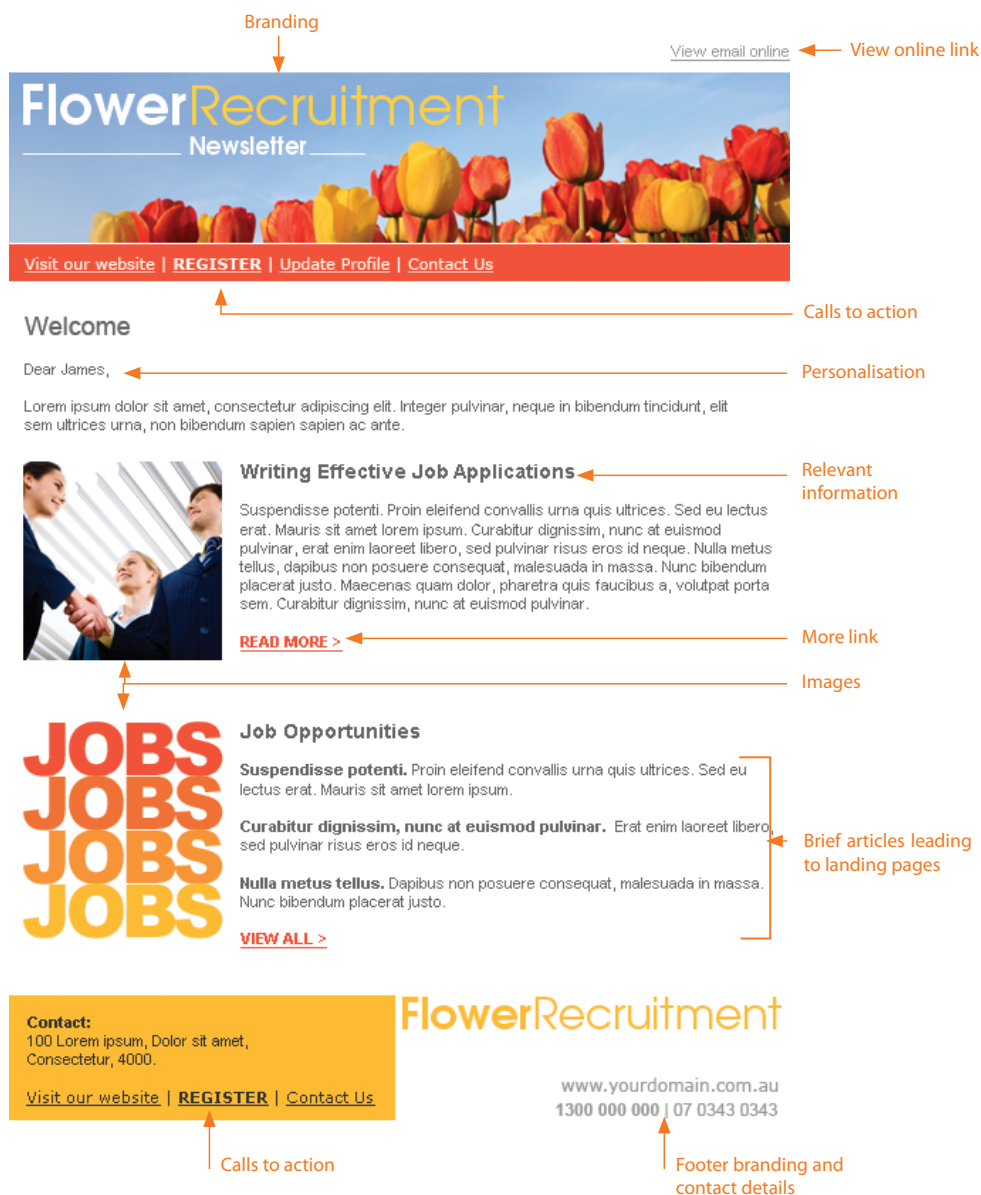 Branding
View email online
View online link
FlowerRecruitment
Newsletter
Visit our website | REGISTER | Update Profile | Contact Us
Calls to action
Welcome
Dear James,
Personalisation
Lorem ipsum dolor sit amet, consectetur adipiscing elit. Integer pulvinar, neque in bibendum tincidunt, elit
sem ultrices urna, non bibendum sapien sapien ac ante.
Writing Effective Job Applications
Relevant
information
Suspendisse potenti. Proin eleifend convallis urna quis ultrices. Sed eu lectus
erat. Mauris sit amet lorem ipsum. Curabitur dignissim, nunc at euismod
pulvinar, erat enim laoreet libero, sed pulvinar risus eros id neque. Nulla metus
tellus, dapibus non posuere consequat, malesuada in massa. Nunc bibendum
placerat justo. Maecenas quam dolor, pharetra quis faucibus a, volutpat porta
sem. Curabitur dignissim, nunc at euismod pulvinar.
READ MORE >
More link
Images
JOBS
JOBS
JOBS
JOBS
Job Opportunities
Suspendisse potenti. Proin eleifend convallis urna quis ultrices. Sed eu
lectus erat. Mauris sit amet lorem ipsum.
Curabitur dignissim, nunc at euismod pulvinar. Erat enim laoreet libero,
sed pulvinar risus eros id neque.
Nulla metus tellus. Dapibus non posuere consequat, malesuada in massa.
Nunc bibendum placerat justo.
VIEW ALL >
Brief articles leading
to landing pages
Contact:
100 Lorem ipsum, Dolor sit amet,
Consectetur, 4000.
Visit our website | REGISTER | Contact Us
FlowerRecruitment
www.yourdomain.com.au
1300 000 000 | 07 0343 0343
Calls to action
Footer branding and
contact details